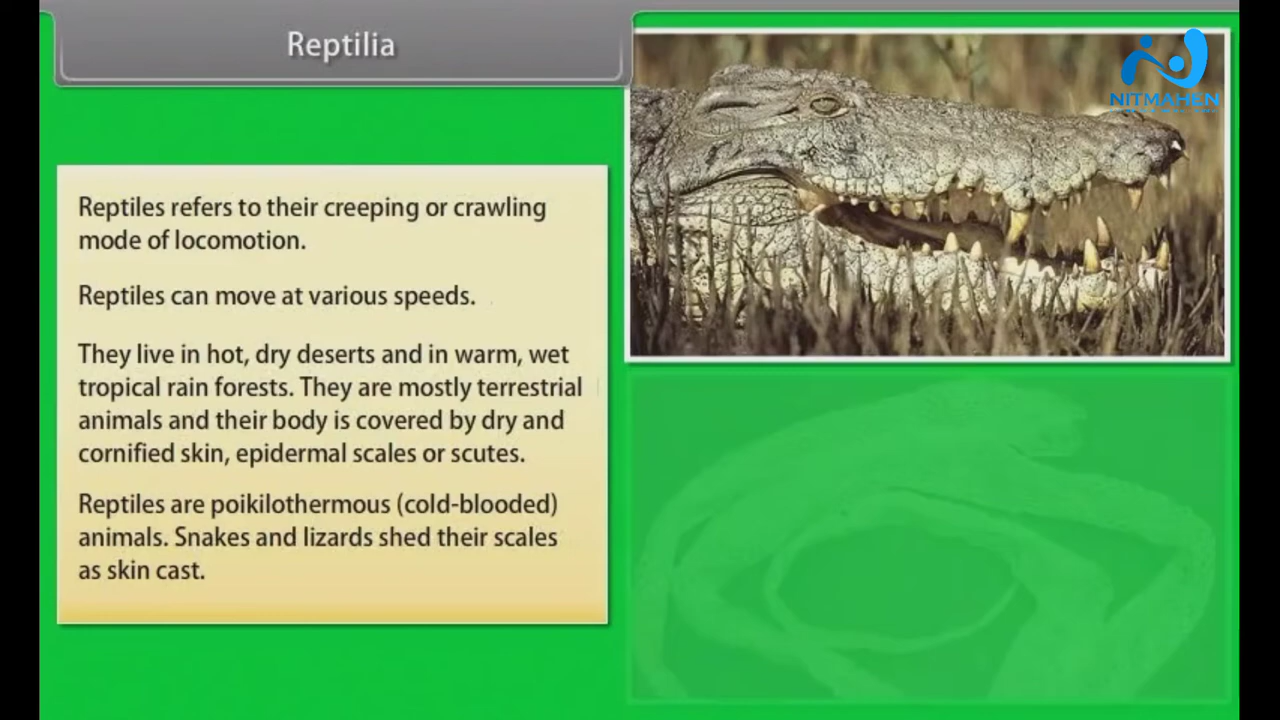 Reptilia
NITMAHEN
Reptiles refers to their creeping or crawling
mode of locomotion.
Reptiles can move at various speeds.
They live in hot, dry deserts and in warm, wet
tropical rain forests. They are mostly terrestrial
animals and their body is covered by dry and
cornified skin, epidermal scales or scutes.
Reptiles are poikilothermous (cold-blooded)
animals. Snakes and lizards shed their scales
as skin cast.